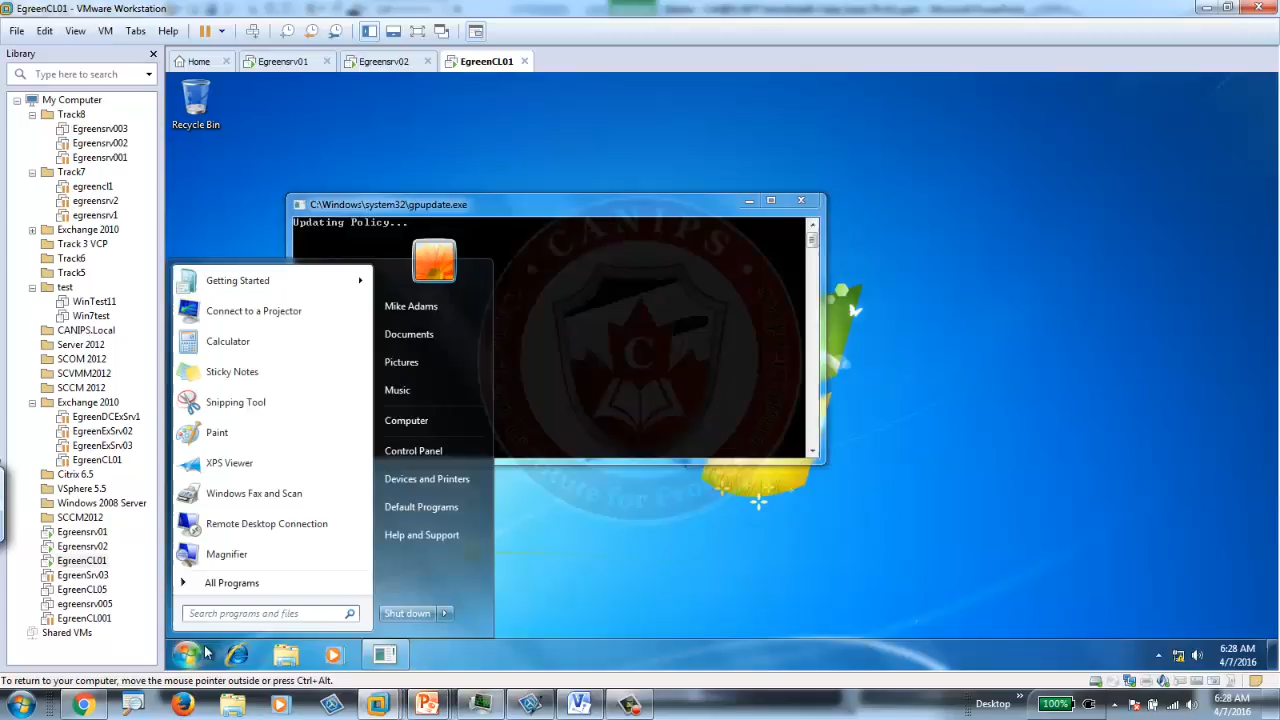 EgreenCL01 - VMware Workstation
File Edit View VM Tabs Help
Library
Type here to search
Home Egreensrv01 Egreensrv02 EgreenCL01
My Computer
Track8
Egreensrv003
Egreensrv002
Egreensrv001
Track7
egreencl1
egreensrv2
egreensrv1
Exchange 2010
Track 3 VCP
Track6
Track5
test
WinTest11
Win7test
CANIPS.Local
Server 2012
SCOM 2012
SCVMM2012
SCCM 2012
Exchange 2010
EgreenDCExSrv1
EgreenExSrv02
EgreenExSrv03
EgreenCL01
Citrix 6.5
VSphere 5.5
Windows 2008 Server
SCCM2012
Egreensrv01
Egreensrv02
EgreenCL01
EgreenSrv03
EgreenCL05
egreensrv005
EgreenCL001
Shared VMs
Recycle Bin
C:\Windows\system32\gpupdate.exe
Updating Policy...
CANIPS
C
Getting Started
Connect to a Projector
Calculator
Sticky Notes
Snipping Tool
Paint
XPS Viewer
Windows Fax and Scan
Remote Desktop Connection
Magnifier
All Programs
Search programs and files
Mike Adams
Documents
Pictures
Music
Computer
Control Panel
Devices and Printers
Default Programs
Help and Support
Shut down
6:28 AM
4/7/2016
To return to your computer, move the mouse pointer outside or press Ctrl+Alt.
Desktop
100%
6:28 AM
4/7/2016